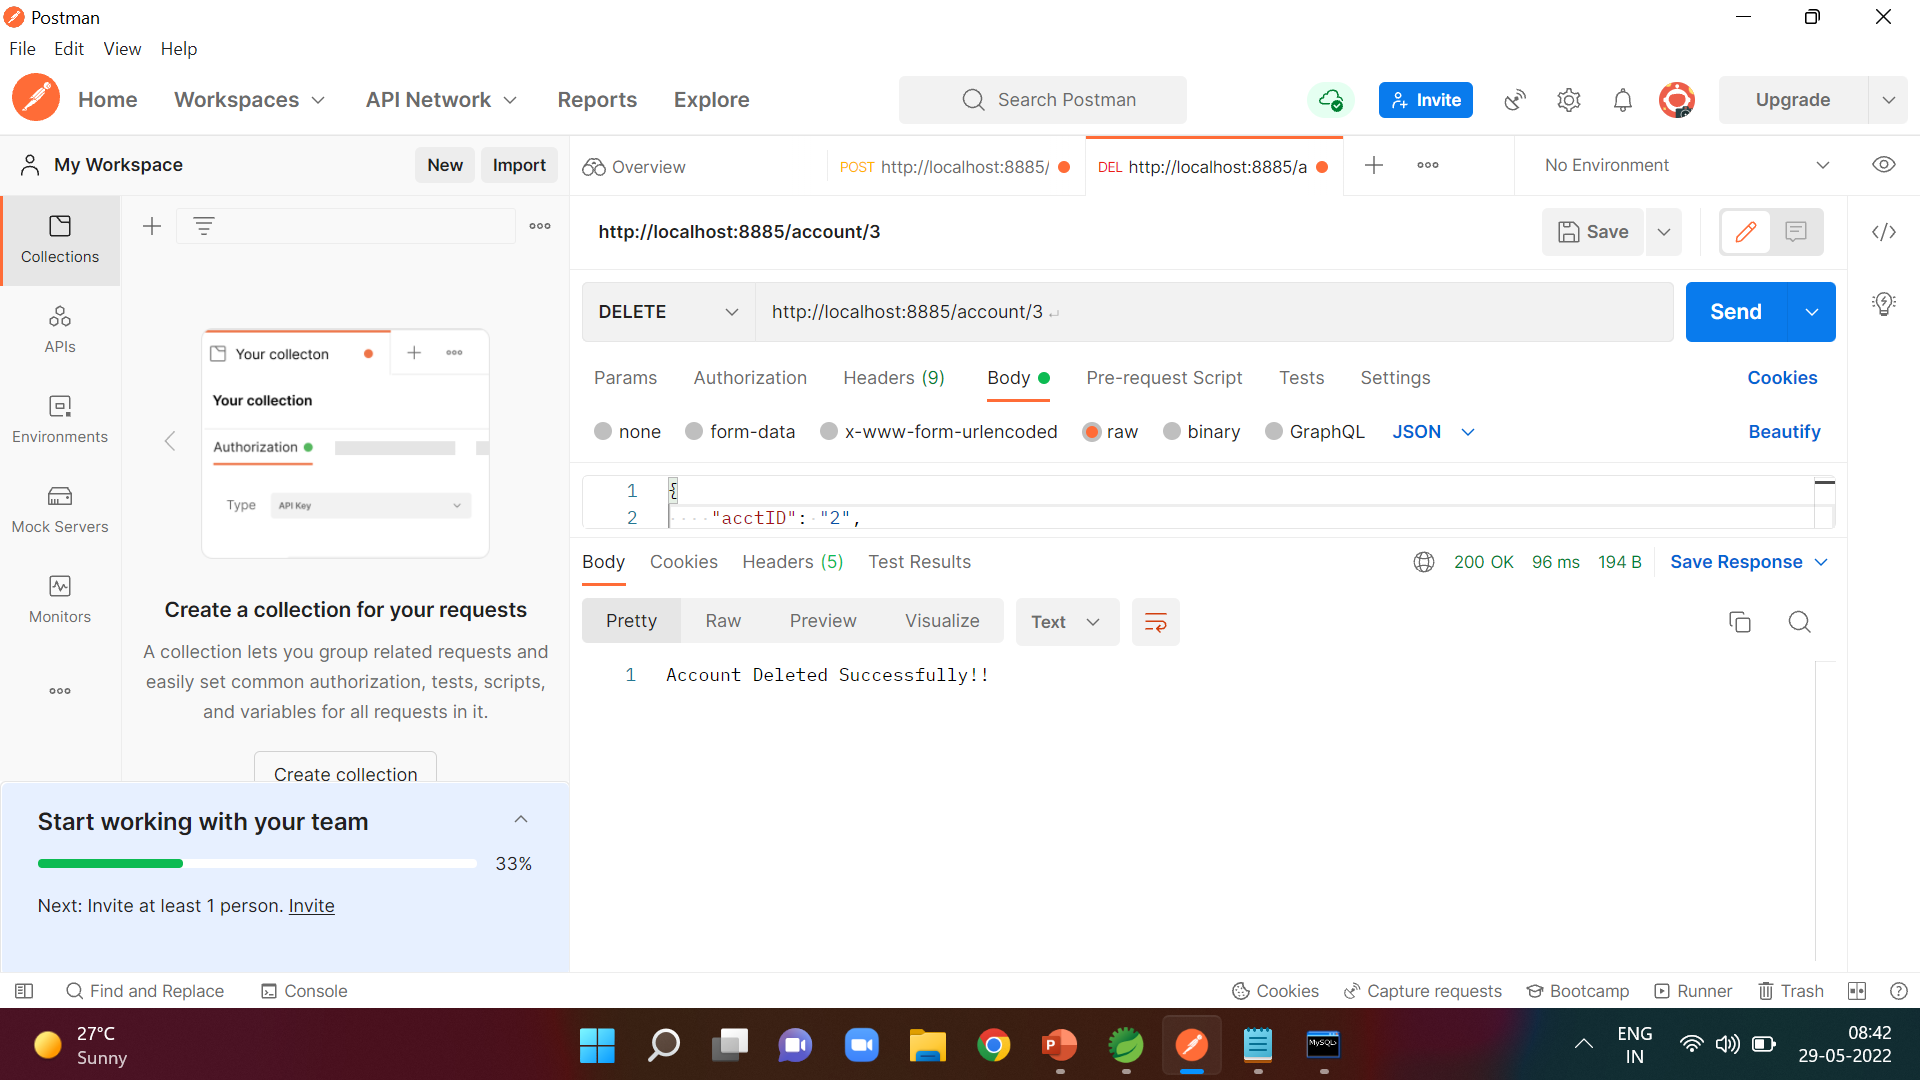 Postman
File Edit View Help
Home Workspaces API Network Reports Explore Search Postman Invite Upgrade
My Workspace New Import Overview POST http://localhost:8885/ DEL http://localhost:8885/a No Environment
Collections
APIs
Environments
Mock Servers
Monitors
Your collecton
Your collection
Authorization
Type API Key
Create a collection for your requests
A collection lets you group related requests and
easily set common authorization, tests, scripts,
and variables for all requests in it.
Create collection
Start working with your team
33%
Next: Invite at least 1 person. Invite
http://localhost:8885/account/3 Save
DELETE http://localhost:8885/account/3 Send
Params Authorization Headers (9) Body Pre-request Script Tests Settings Cookies
none form-data x-www-form-urlencoded raw binary GraphQL JSON Beautify
1 {
2 "acctID": "2",
Body Cookies Headers (5) Test Results 200 OK 96 ms 194 B Save Response
Pretty Raw Preview Visualize Text
1 Account Deleted Successfully!!
Find and Replace Console Cookies Capture requests Bootcamp Runner Trash
27°C
Sunny
P
MySQL>
ENG
IN
08:42
29-05-2022